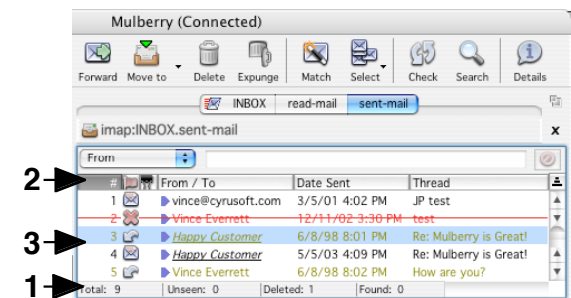 Mulberry (Connected)
Forward Move to Delete Expunge Match Select Check Search Details
INBOX read-mail sent-mail
imap:INBOX.sent-mail x
From
2 # From / To Date Sent Thread
1 vince@cyrusoft.com 3/5/01 4:02 PM JP test
2 Vince Everrett 12/11/02 3:30 PM test
3 3 Happy Customer 6/8/98 8:01 PM Re: Mulberry is Great!
4 Happy Customer 5/5/03 4:09 PM Re: Mulberry is Great!
5 Vince Everrett 6/8/98 8:02 PM How are you?
1 Total: 9 Unseen: 0 Deleted: 1 Found: 0